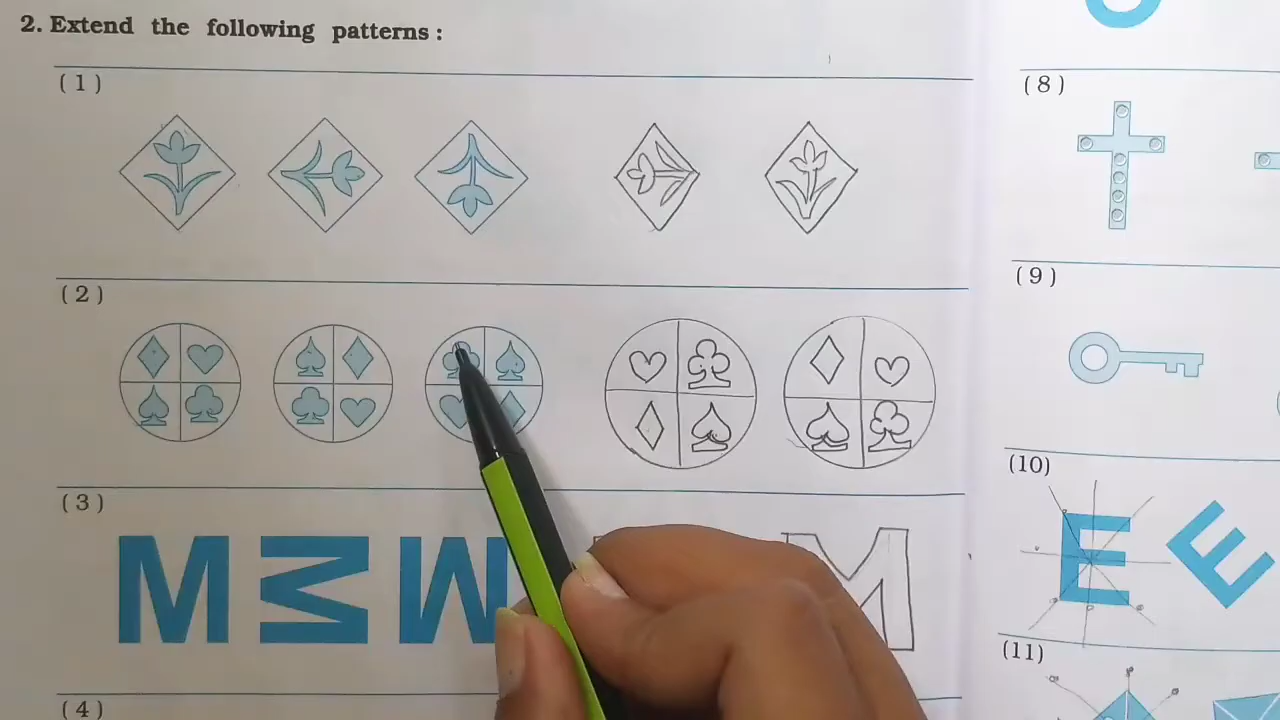 2. Extend the following patterns :
( 1 )
( 2 )
( 3 )
M
( 4 )
( 8 )
( 9 )
(10)
E
E
(11)